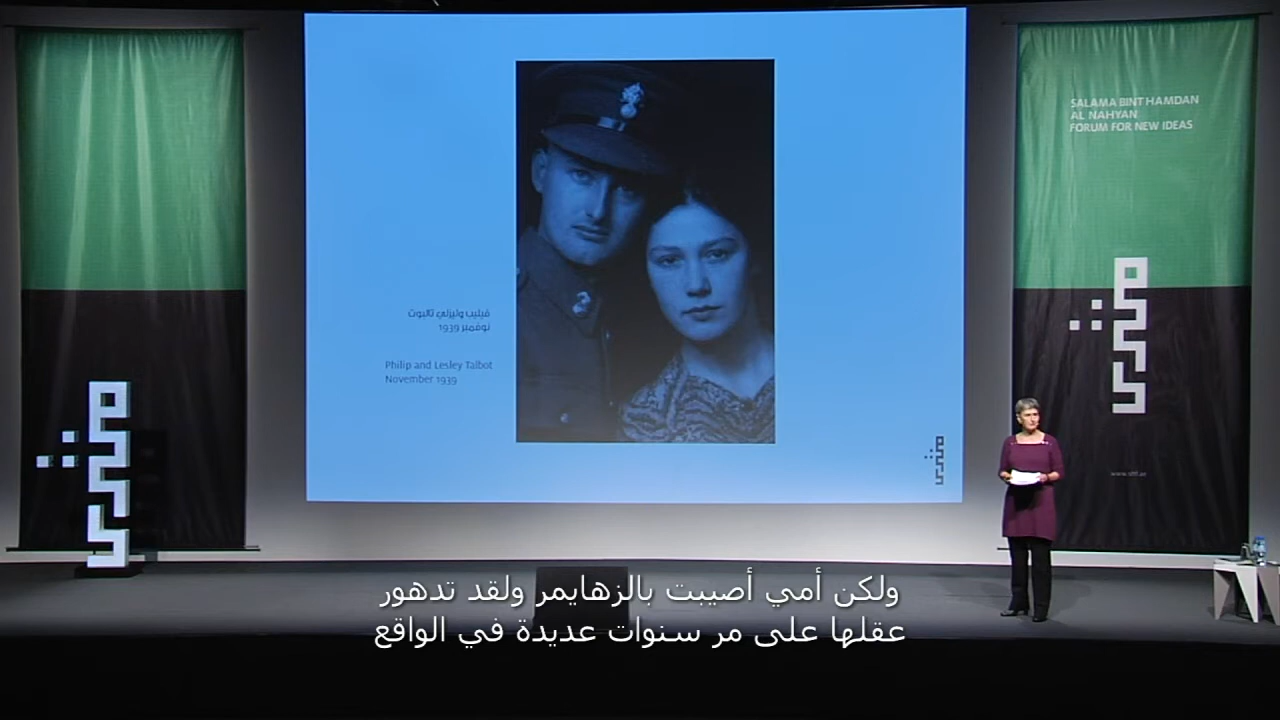 SALAMA BINT HAMDAN
AL NAHYAN
FORUM FOR NEW IDEAS
فيليب وليزلي تالبوت
نوفمبر 1939
Philip and Lesley Talbot
November 1939
ولكن أمي أصيبت بالزهايمر ولقد تدهور
عقلها على مر سنوات عديدة في الواقع